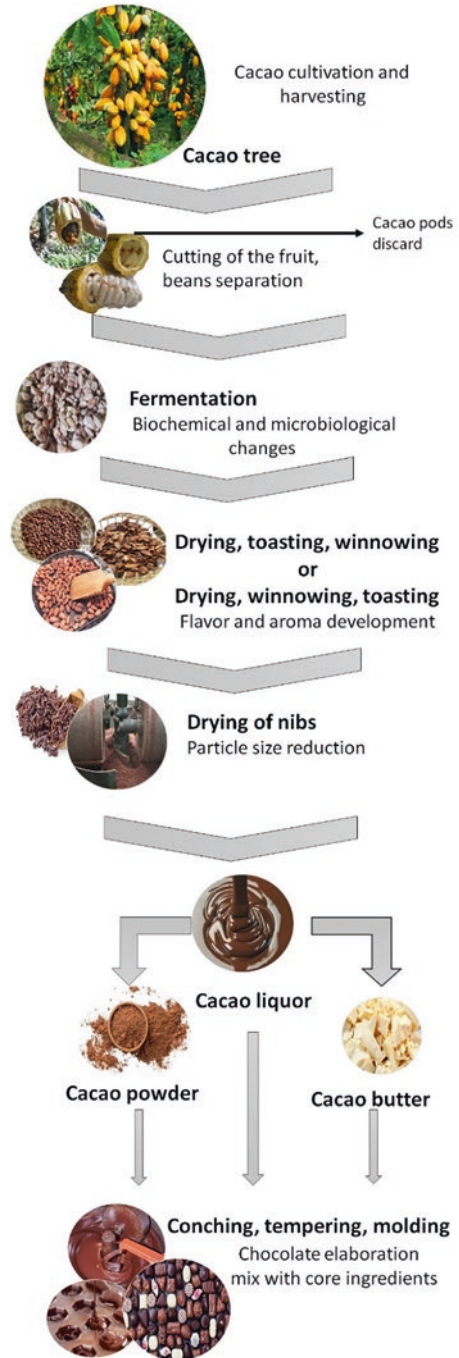 Cacao cultivation and
harvesting
Cacao tree
Cacao pods
discard
Cutting of the fruit,
beans separation
Fermentation
Biochemical and microbiological
changes
Drying, toasting, winnowing
or
Drying, winnowing, toasting
Flavor and aroma development
Drying of nibs
Particle size reduction
Cacao liquor
Cacao powder
Cacao butter
Conching, tempering, molding
Chocolate elaboration
mix with core ingredients